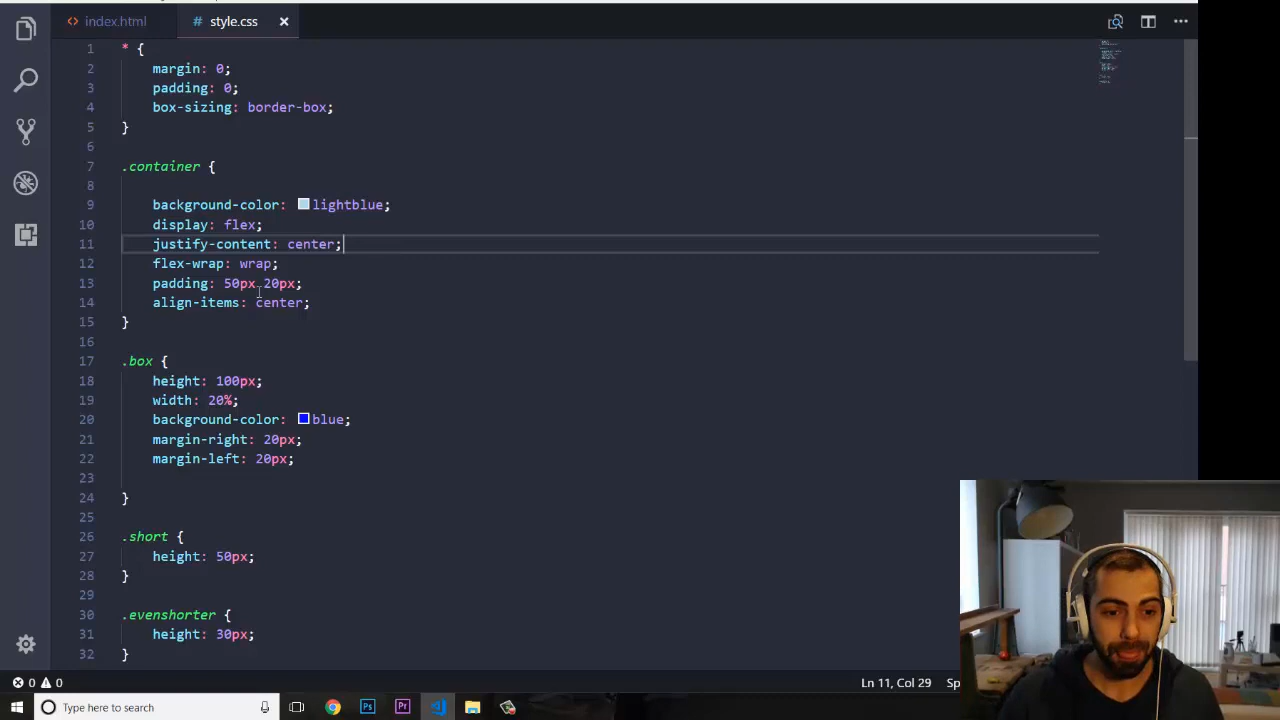 index.html
style.css
1 * {
2 margin: 0;
3 padding: 0;
4 box-sizing: border-box;
5 }
6
7 .container {
8
9 background-color: lightblue;
10 display: flex;
11 justify-content: center;
12 flex-wrap: wrap;
13 padding: 50px 20px;
14 align-items: center;
15 }
16
17 .box {
18 height: 100px;
19 width: 20%;
20 background-color: blue;
21 margin-right: 20px;
22 margin-left: 20px;
23
24 }
25
26 .short {
27 height: 50px;
28 }
29
30 .evenshorter {
31 height: 30px;
32 }
0 0 Ln 11, Col 29 Sp
Type here to search
Ps
Pr